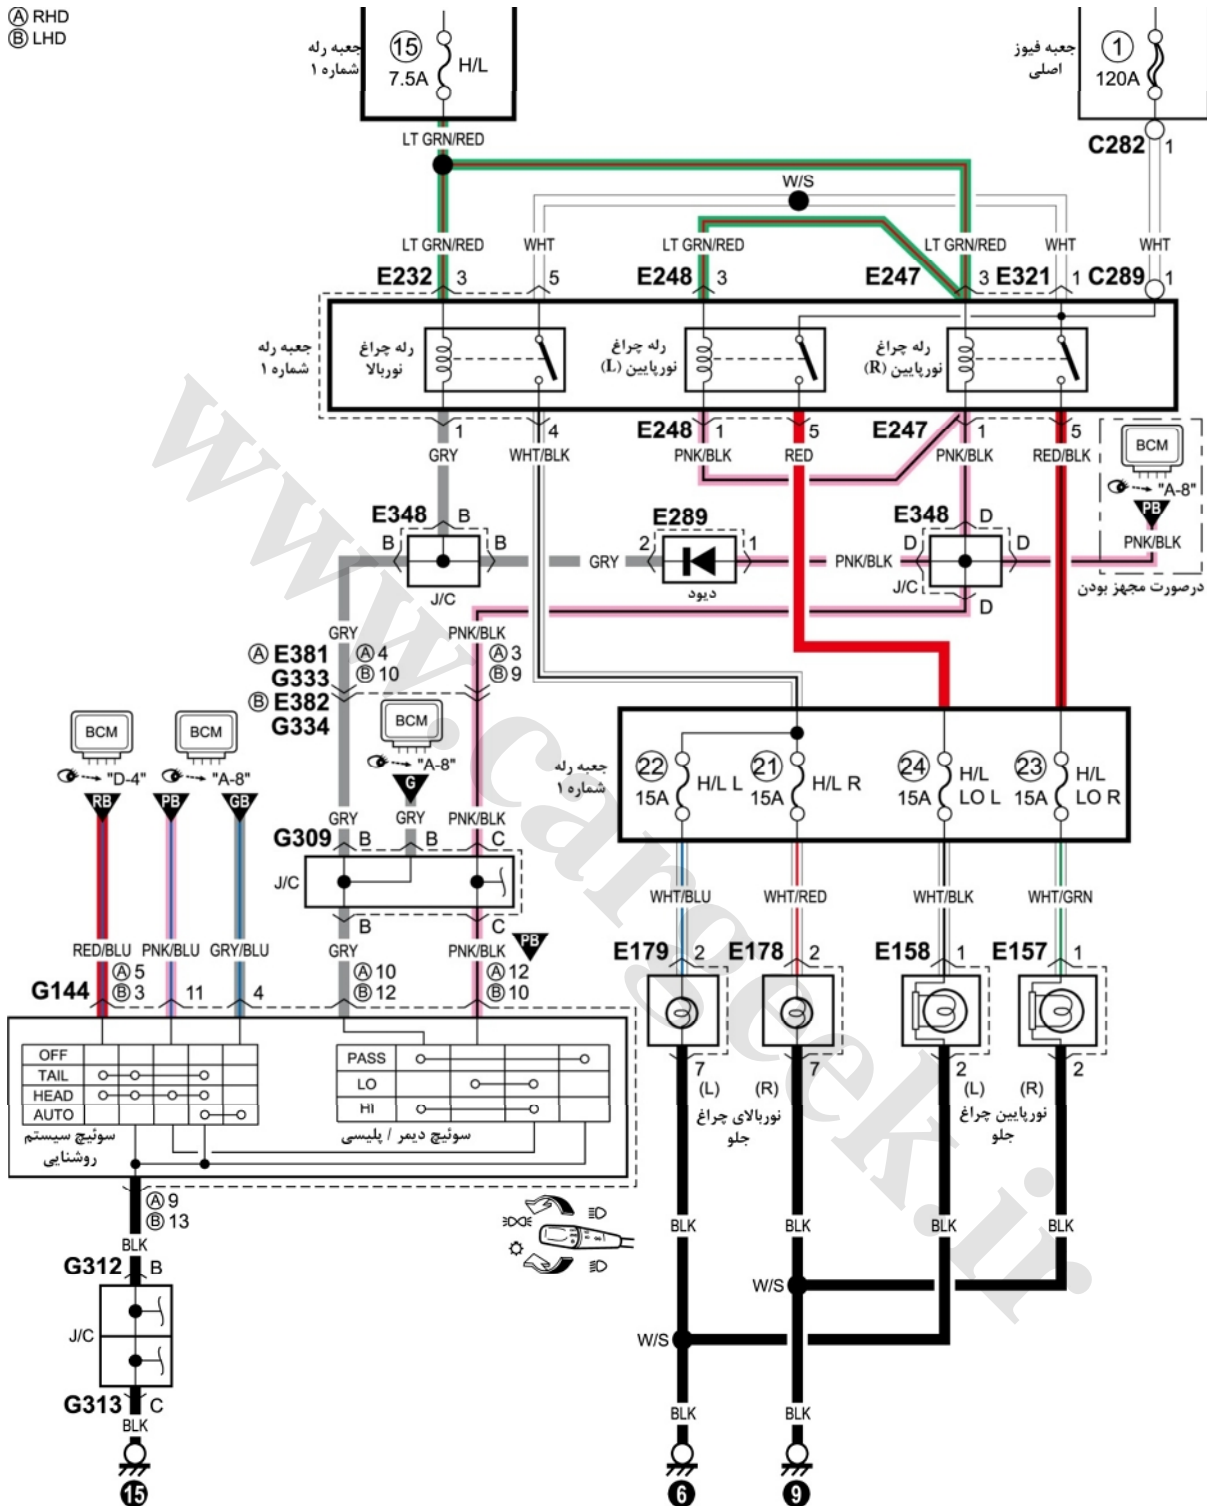 Ⓐ RHD
Ⓑ LHD
جعبه رله
شماره ۱
15
7.5A
H/L
جعبه فیوز
اصلی
1
120A
LT GRN/RED
C282 1
W/S
LT GRN/RED
WHT
LT GRN/RED
LT GRN/RED
WHT
WHT
E232 3
5
E248 3
E247 3
E321 1
C289 1
جعبه رله
شماره ۱
رله چراغ
نوربالا
رله چراغ
نورپایین (L)
رله چراغ
نورپایین (R)
1
4
E248 1
5
E247 1
5
GRY
WHT/BLK
PNK/BLK
RED
PNK/BLK
RED/BLK
BCM
"A-8"
PB
PNK/BLK
درصورت مجهز بودن
E348 B
B
B
J/C
GRY
E289
2
1
دیود
PNK/BLK
E348 D
D
D
J/C
D
GRY
PNK/BLK
Ⓐ E381
G333
Ⓑ E382
G334
Ⓐ 4
Ⓑ 10
Ⓐ 3
Ⓑ 9
BCM
"D-4"
RB
BCM
"A-8"
PB
GB
BCM
"A-8"
G
GRY
GRY
PNK/BLK
G309 B
B
C
J/C
B
C
جعبه رله
شماره ۱
22
15A
H/L L
21
15A
H/L R
24
15A
H/L
LO L
23
15A
H/L
LO R
WHT/BLU
WHT/RED
WHT/BLK
WHT/GRN
RED/BLU
PNK/BLU
GRY/BLU
GRY
PNK/BLK
PB
G144
Ⓐ 5
Ⓑ 3
11
4
Ⓐ 10
Ⓑ 12
Ⓐ 12
Ⓑ 10
E179 2
E178 2
E158 1
E157 1
OFF
TAIL
HEAD
AUTO
سوئیچ سیستم
روشنایی
PASS
LO
HI
سوئیچ دیمر / پلیسی
7
(L)
(R)
7
نوربالای چراغ
جلو
2
(L)
(R)
2
نورپایین چراغ
جلو
Ⓐ 9
Ⓑ 13
BLK
G312 B
J/C
G313 C
BLK
15
BLK
BLK
BLK
BLK
W/S
W/S
BLK
BLK
6
9
www.cargeek.ir